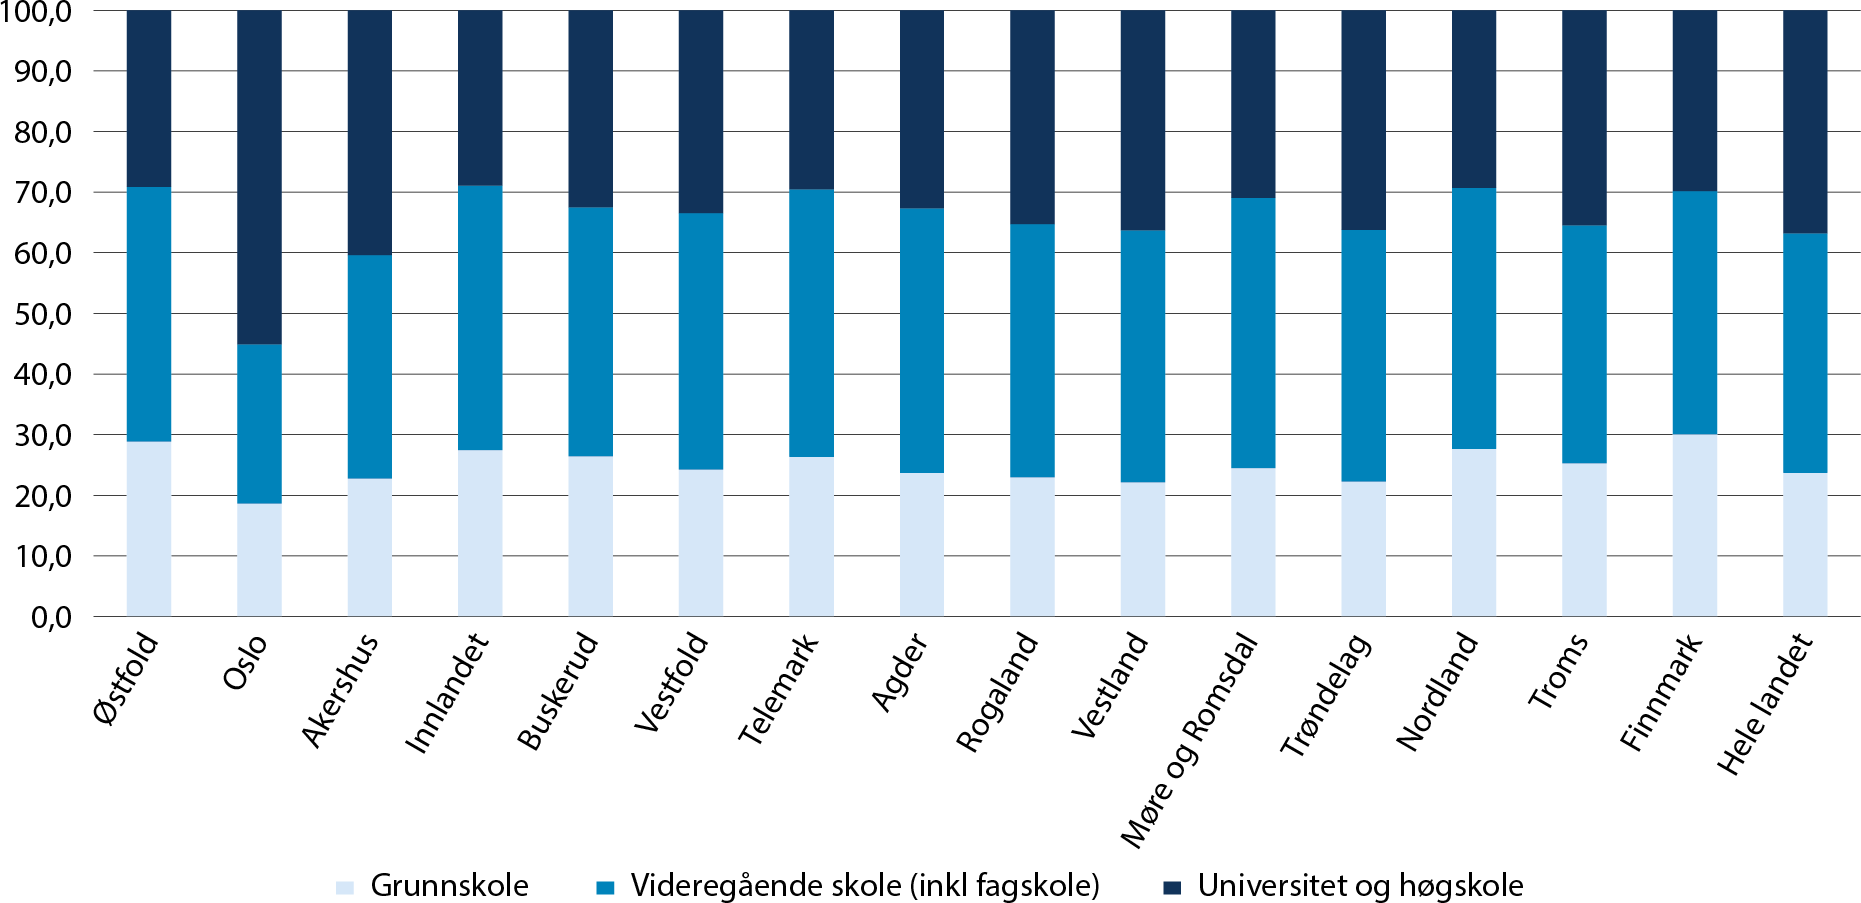 100,0
90,0
80,0
70,0
60,0
50,0
40,0
30,0
20,0
10,0
0,0
Østfold
Oslo
Akershus
Innlandet
Buskerud
Vestfold
Telemark
Agder
Rogaland
Vestland
Møre og Romsdal
Trøndelag
Nordland
Troms
Finnmark
Hele landet
Grunnskole
Videregående skole (inkl fagskole)
Universitet og høgskole